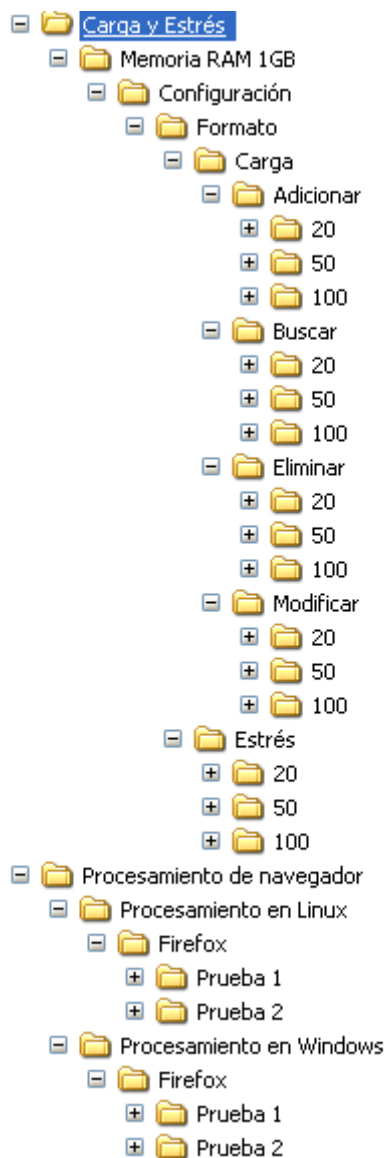 Carga y Estrés
Memoria RAM 1GB
Configuración
Formato
Carga
Adicionar
20
50
100
Buscar
20
50
100
Eliminar
20
50
100
Modificar
20
50
100
Estrés
20
50
100
Procesamiento de navegador
Procesamiento en Linux
Firefox
Prueba 1
Prueba 2
Procesamiento en Windows
Firefox
Prueba 1
Prueba 2